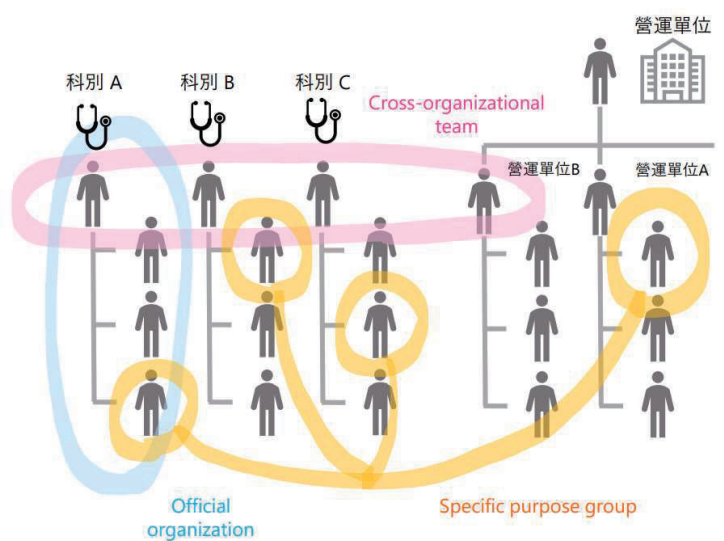 營運單位
科別 A
科別 B
科別 C
Cross-organizational
team
營運單位B
營運單位A
Official
organization
Specific purpose group